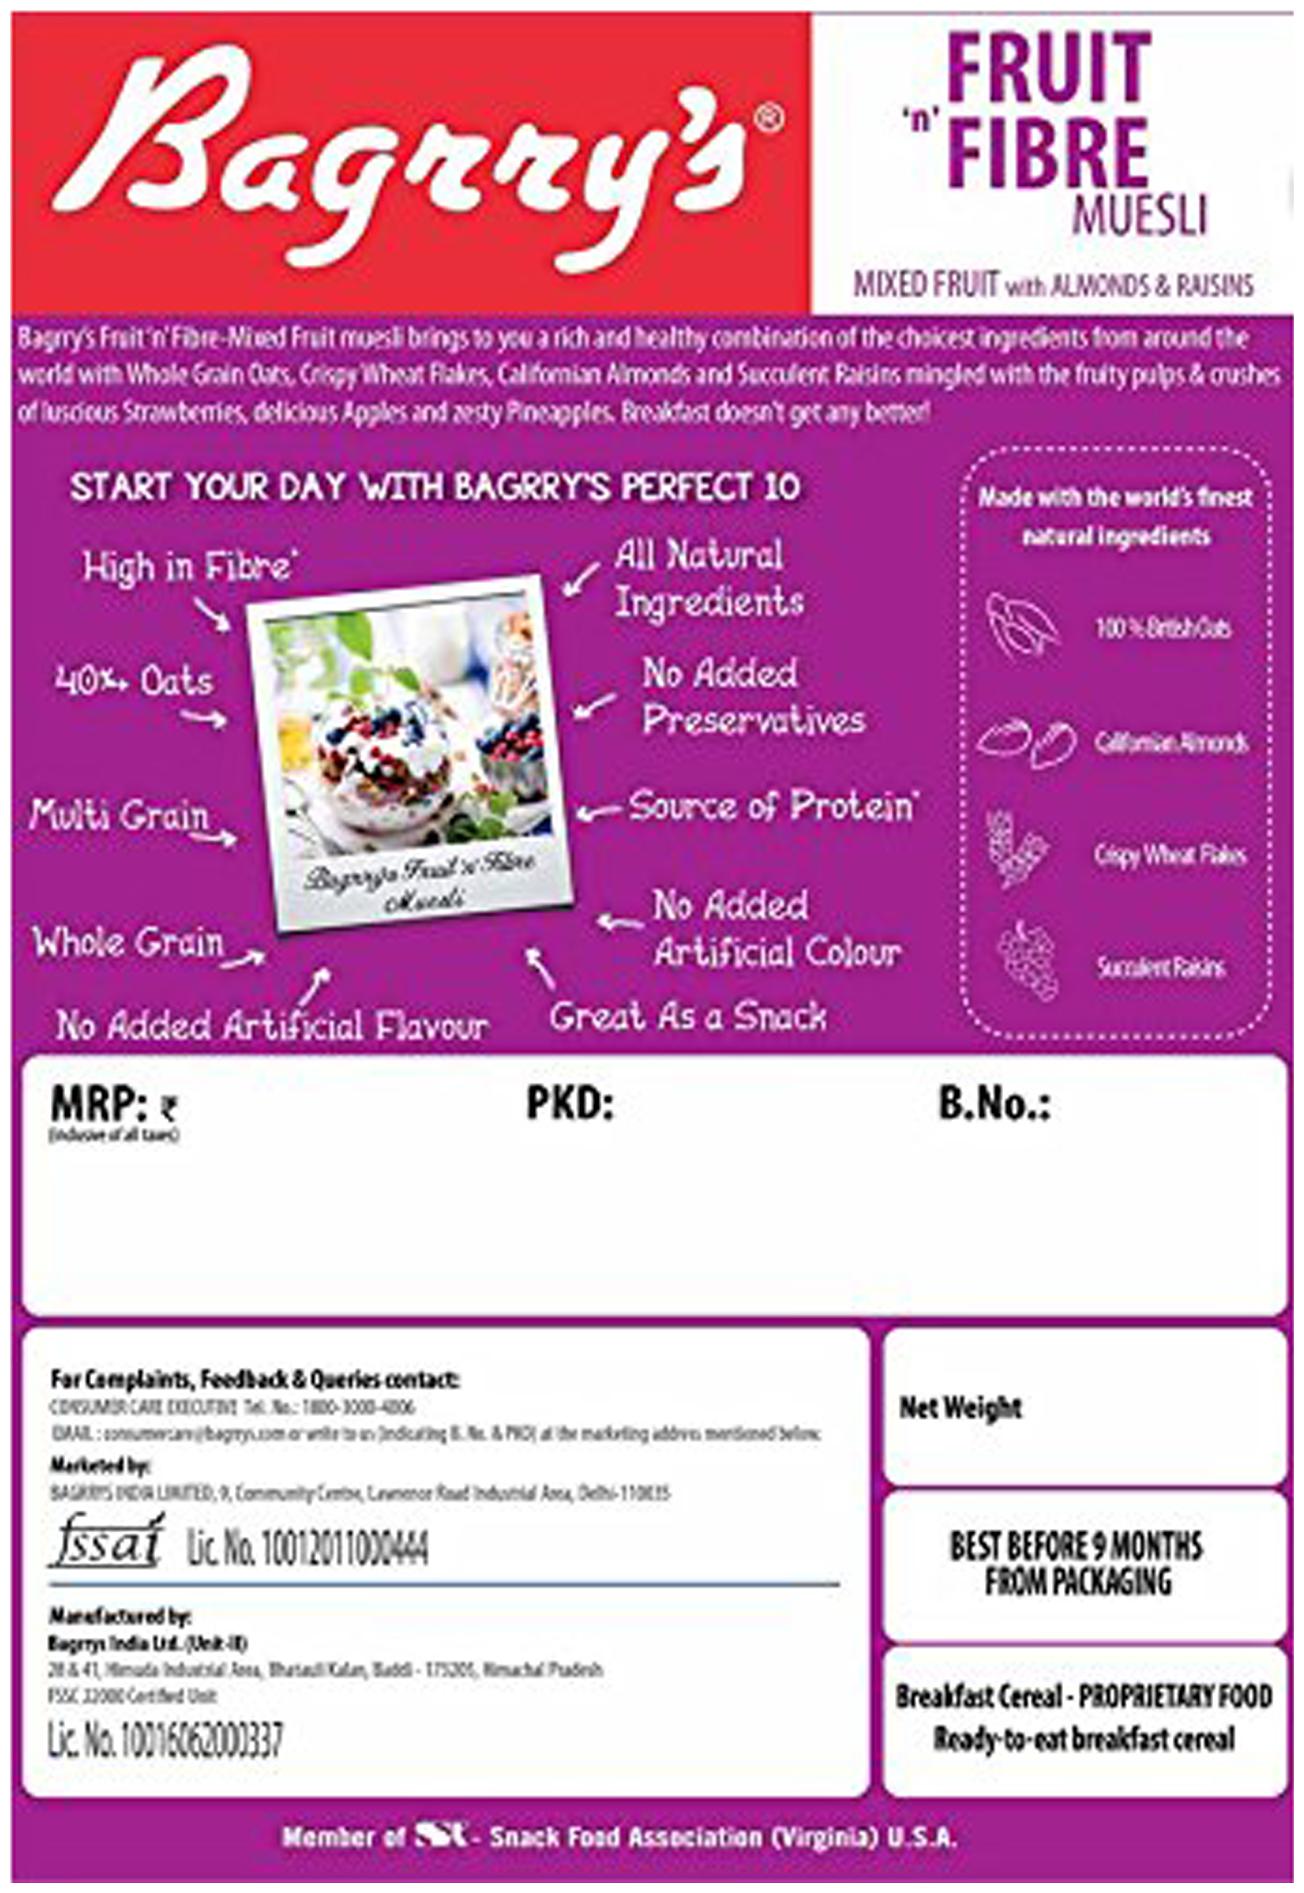 Bagrry's®
FRUIT
'n' FIBRE
MUESLI
MIXED FRUIT with ALMONDS & RAISINS
Bagrry's Fruit 'n' Fibre-Mixed Fruit muesli brings to you a rich and healthy combination of the choicest ingredients from around the
world with Whole Grain Oats, Crispy Wheat Flakes, Californian Almonds and Succulent Raisins mingled with the fruity pulps & crushes
of luscious Strawberries, delicious Apples and zesty Pineapples. Breakfast doesn't get any better!
START YOUR DAY WITH BAGRRY'S PERFECT 10
High in Fibre*
40%+ Oats
Multi Grain
Whole Grain
No Added Artificial Flavour
All Natural
Ingredients
No Added
Preservatives
Source of Protein*
No Added
Artificial Colour
Great As a Snack
Bagrry's Fruit 'n' Fibre
Muesli
Made with the world's finest
natural ingredients
100 % British Oats
Californian Almonds
Crispy Wheat Flakes
Succulent Raisins
MRP: ₹
(inclusive of all taxes)
PKD:
B.No.:
For Complaints, Feedback & Queries contact:
CONSUMER CARE EXECUTIVE Tel. No.: 1800-3000-4006
EMAIL : consumercare@bagrrys.com or write to us (indicating B. No. & PKD) at the marketing address mentioned below.
Marketed by:
BAGRRYS INDIA LIMITED, 9, Community Centre, Lawrence Road Industrial Area, Delhi-110035
fssai Lic. No. 10012011000444
Manufactured by:
Bagrrys India Ltd. (Unit-II)
28 & 41, Himuda Industrial Area, Bhatauli Kalan, Baddi - 173205, Himachal Pradesh
FSSC 22000 Certified Unit
Lic. No. 10016062000337
Net Weight
BEST BEFORE 9 MONTHS
FROM PACKAGING
Breakfast Cereal - PROPRIETARY FOOD
Ready-to-eat breakfast cereal
Member of - Snack Food Association (Virginia) U.S.A.